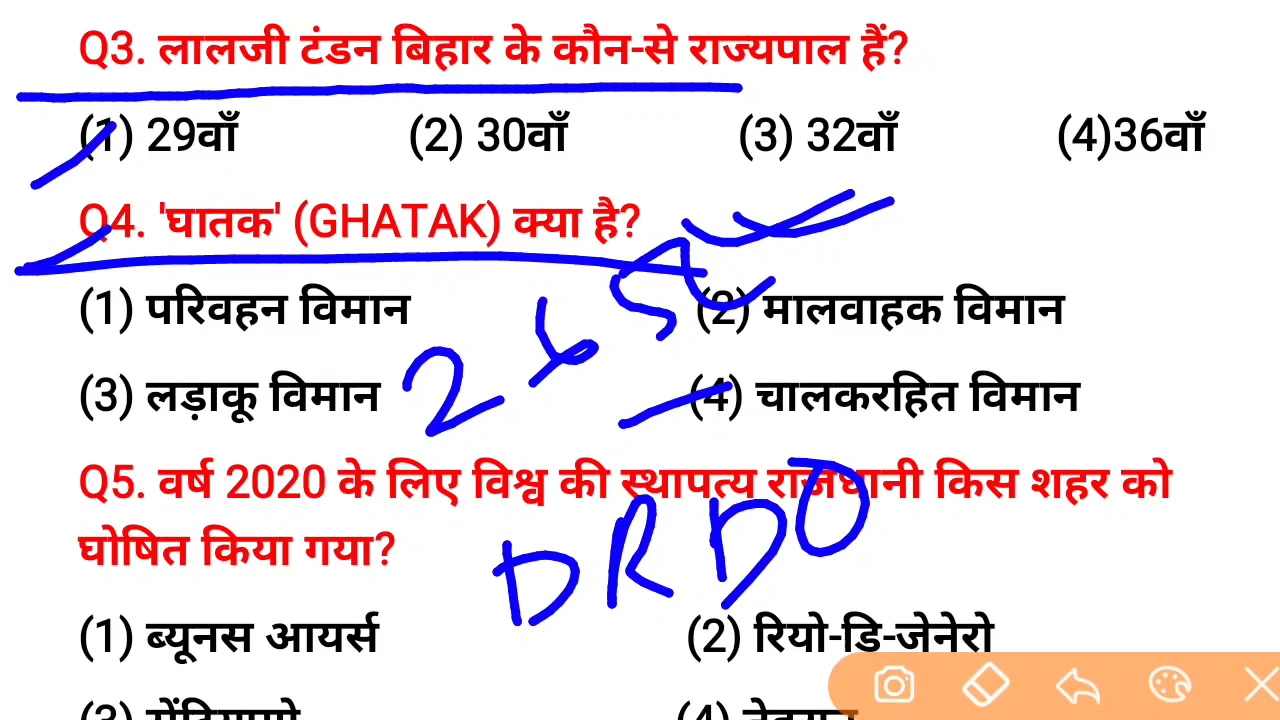 Q3. लालजी टंडन बिहार के कौन-से राज्यपाल हैं?
(1) 29वाँ (2) 30वाँ (3) 32वाँ (4)36वाँ
Q4. 'घातक' (GHATAK) क्या है?
(1) परिवहन विमान (2) मालवाहक विमान
(3) लड़ाकू विमान (4) चालकरहित विमान
Q5. वर्ष 2020 के लिए विश्व की स्थापत्य राजधानी किस शहर को
घोषित किया गया?
DRDO
(1) ब्यूनस आयर्स (2) रियो-डि-जेनेरो
(3) (4)